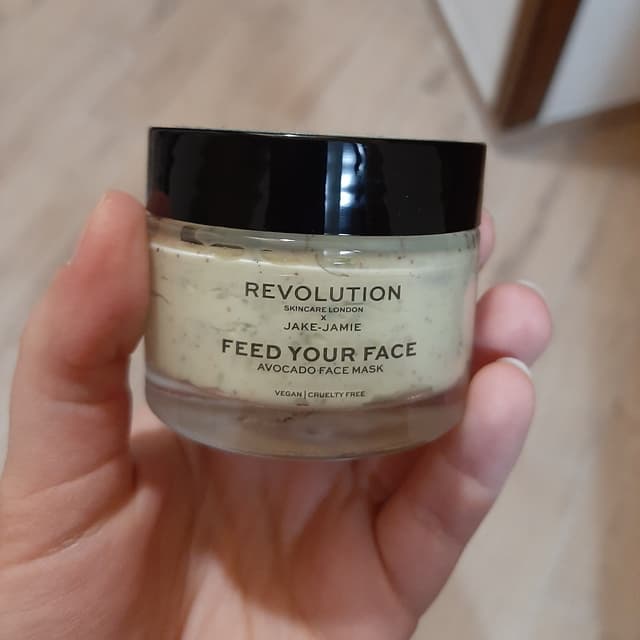 REVOLUTION
SKINCARE LONDON
X
JAKE-JAMIE
FEED YOUR FACE
AVOCADO FACE MASK
VEGAN | CRUELTY FREE